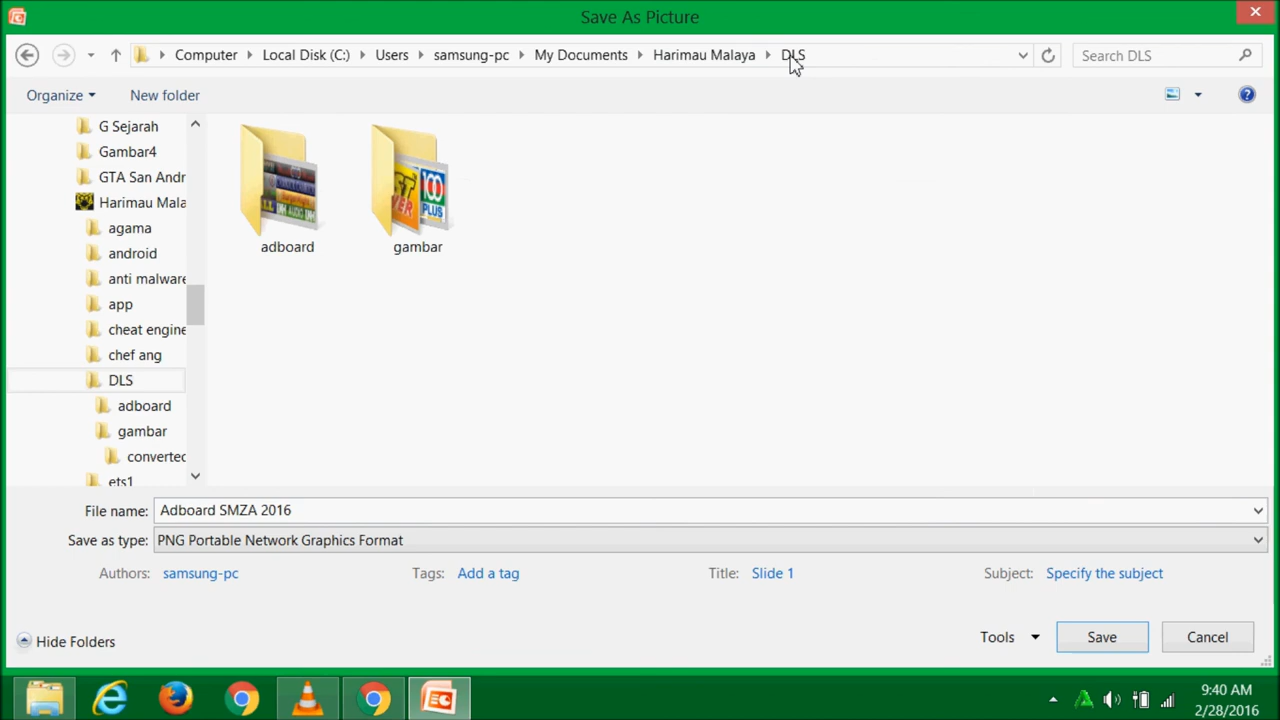 Save As Picture
Computer
Local Disk (C:)
Users
samsung-pc
My Documents
Harimau Malaya
DLS
Search DLS
Organize
New folder
G Sejarah
Gambar4
GTA San Andr
Harimau Mala
agama
android
anti malware
app
cheat engine
chef ang
DLS
adboard
gambar
converted
ets1
adboard
100
PLUS
gambar
File name: Adboard SMZA 2016
Save as type: PNG Portable Network Graphics Format
Authors: samsung-pc
Tags: Add a tag
Title: Slide 1
Subject: Specify the subject
Hide Folders
Tools
Save
Cancel
9:40 AM
2/28/2016